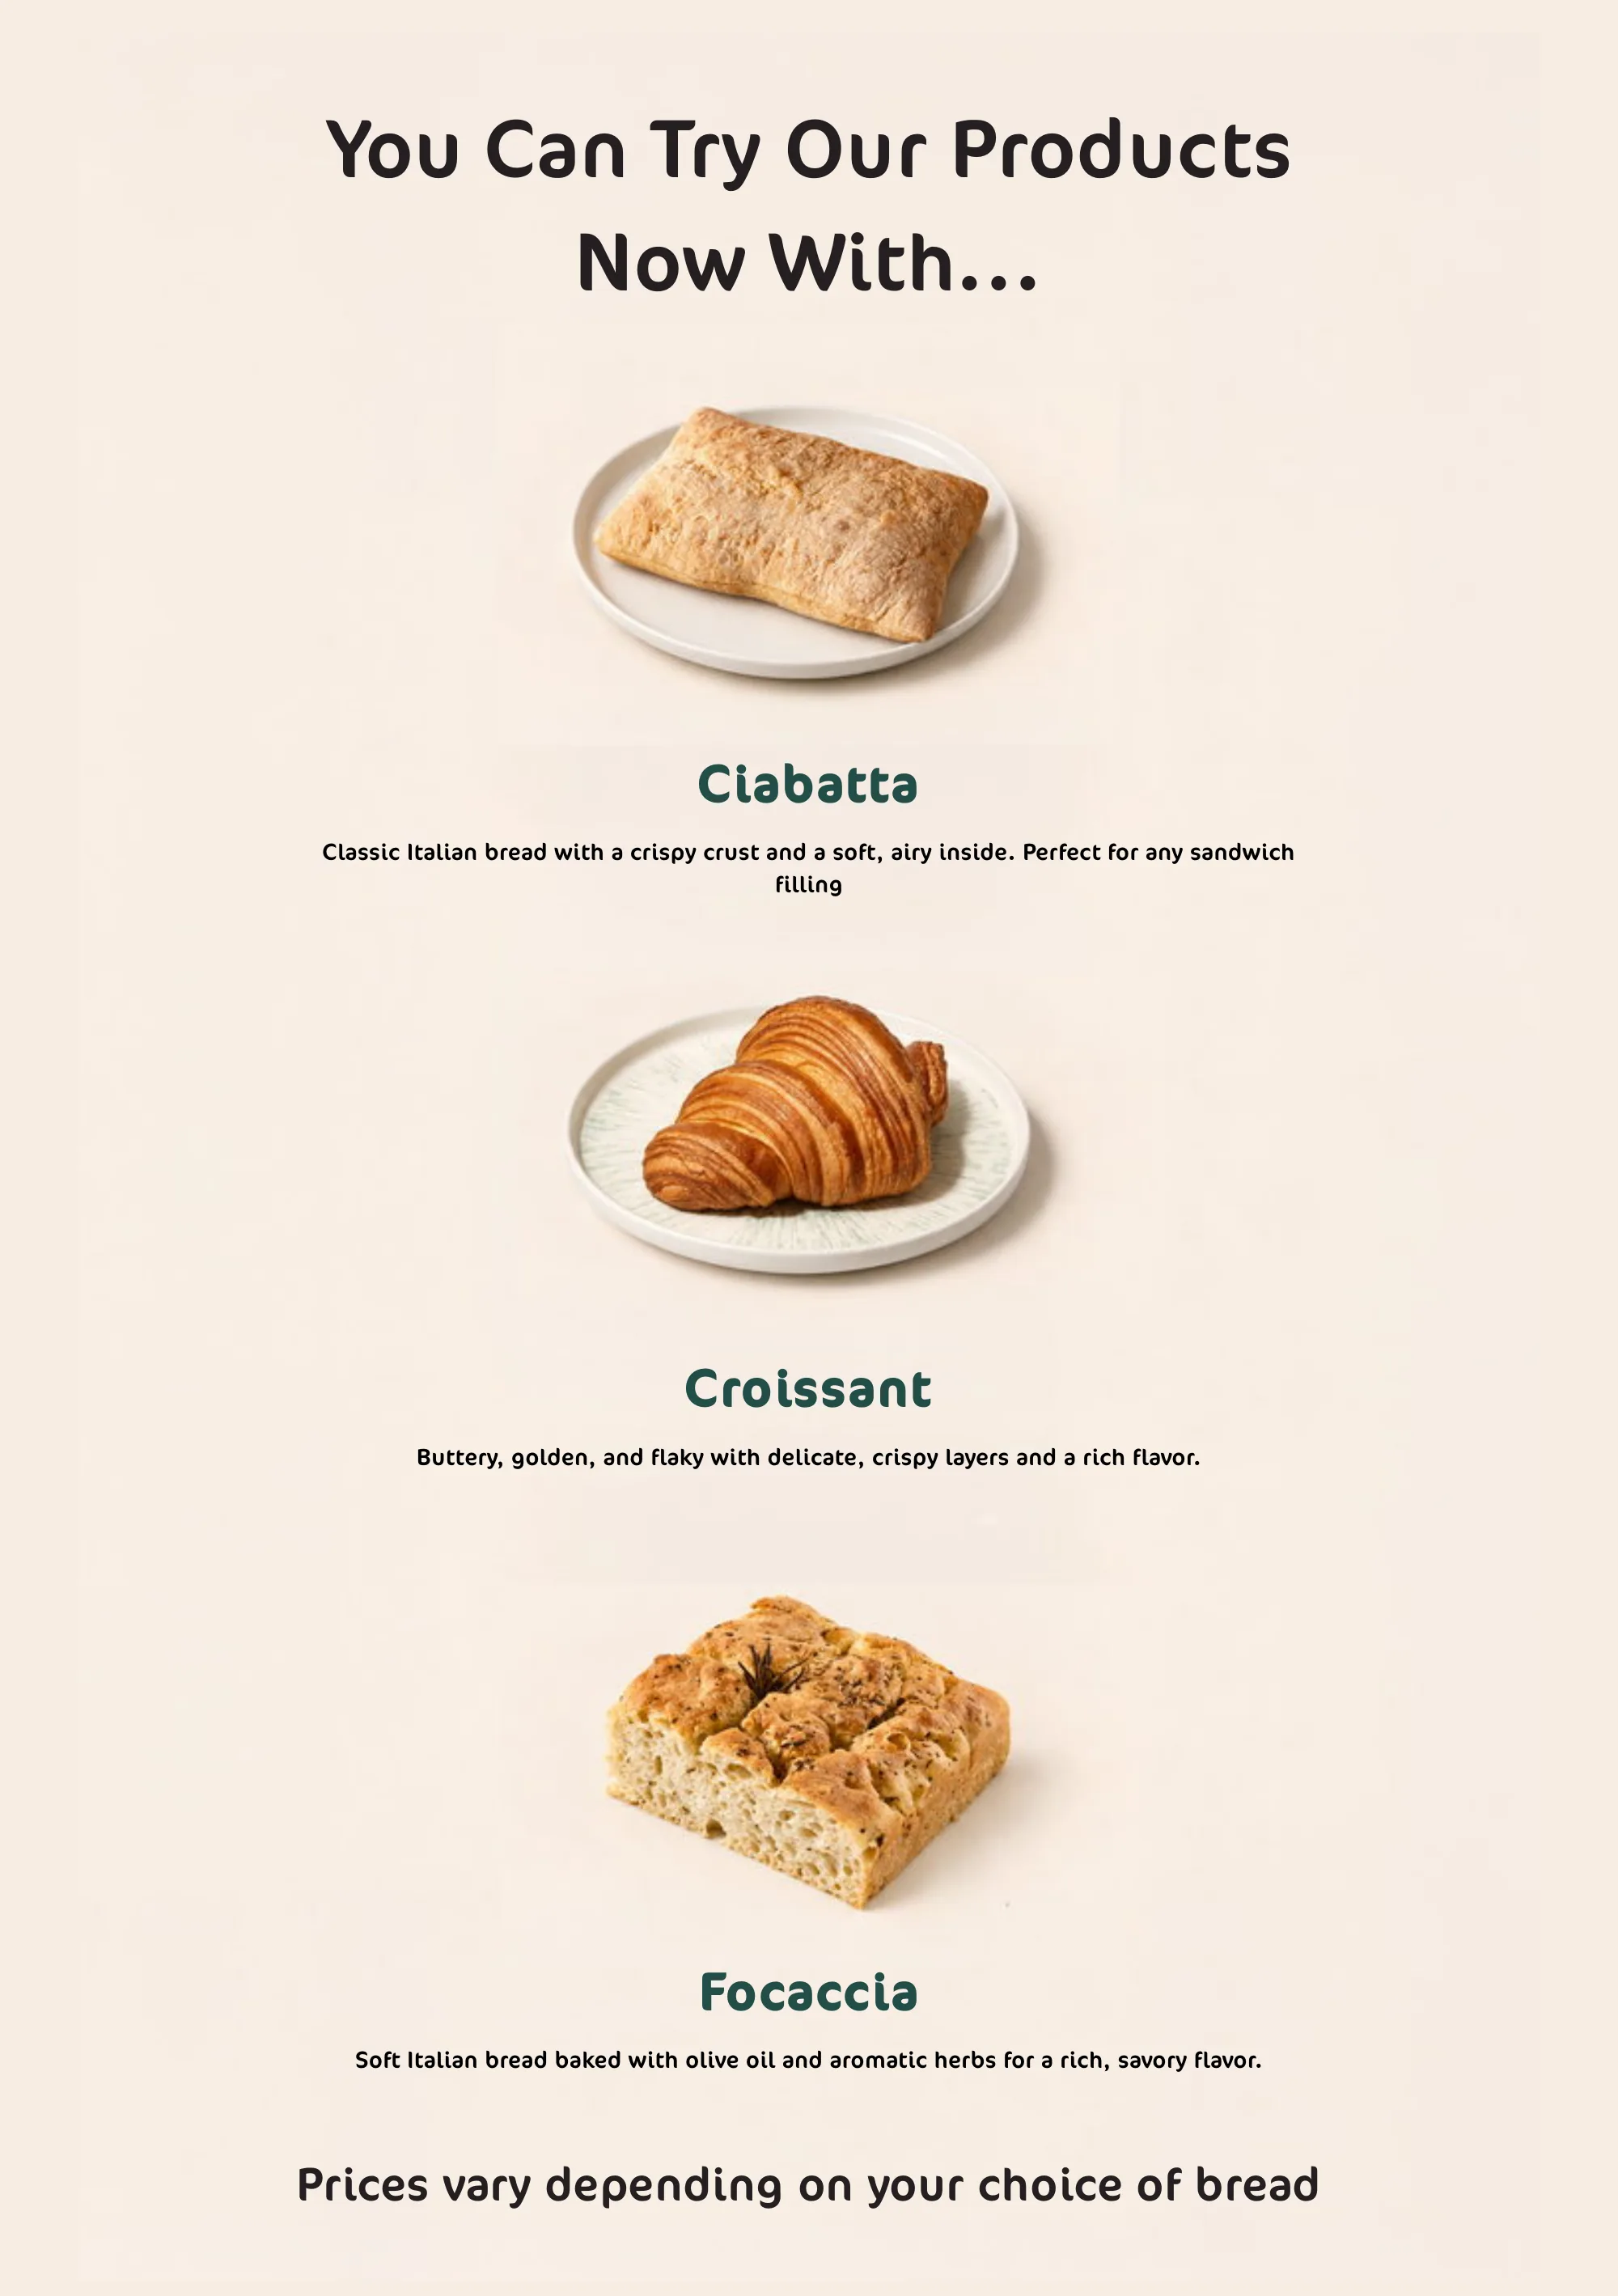 You Can Try Our Products
Now With...
Ciabatta
Classic Italian bread with a crispy crust and a soft, airy inside. Perfect for any sandwich
filling
Croissant
Buttery, golden, and flaky with delicate, crispy layers and a rich flavor.
Focaccia
Soft Italian bread baked with olive oil and aromatic herbs for a rich, savory flavor.
Prices vary depending on your choice of bread